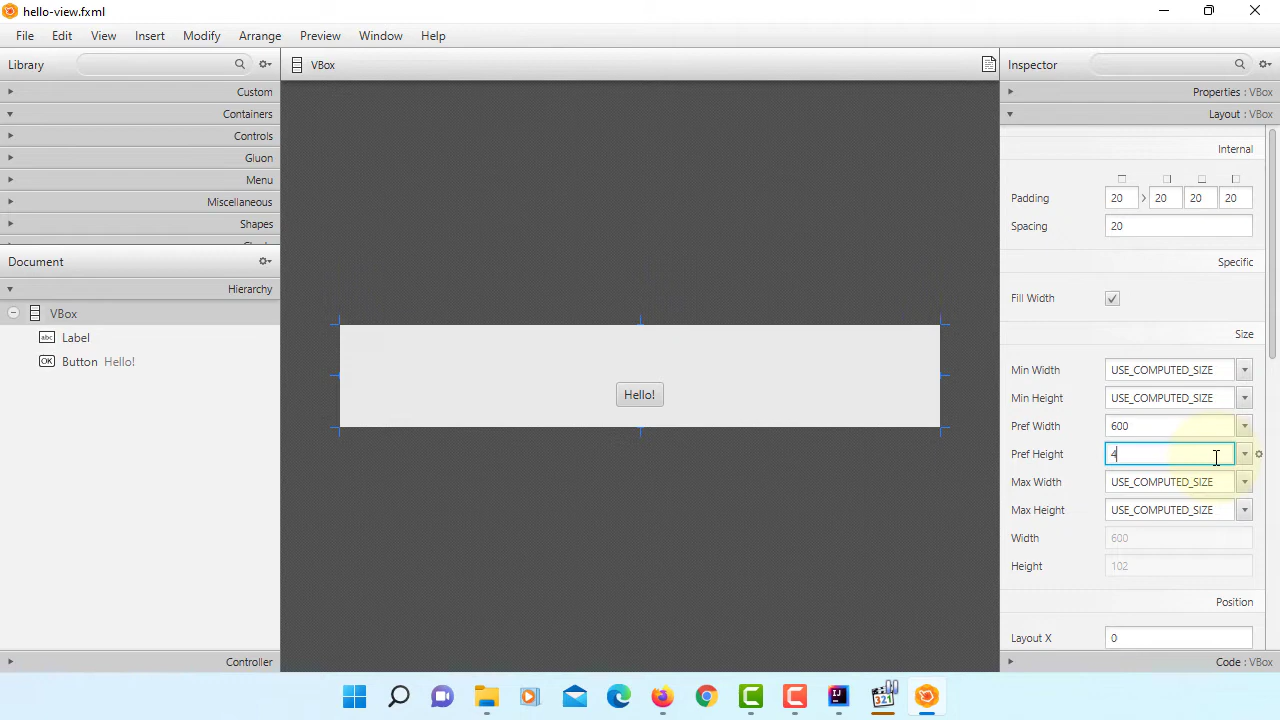 hello-view.fxml
File Edit View Insert Modify Arrange Preview Window Help
Library
Custom
Containers
Controls
Gluon
Menu
Miscellaneous
Shapes
Document
Hierarchy
VBox
abc Label
OK Button Hello!
Controller
VBox
Hello!
Inspector
Properties : VBox
Layout : VBox
Internal
Padding 20 20 20 20
Spacing 20
Specific
Fill Width
Size
Min Width USE_COMPUTED_SIZE
Min Height USE_COMPUTED_SIZE
Pref Width 600
Pref Height 4
Max Width USE_COMPUTED_SIZE
Max Height USE_COMPUTED_SIZE
Width 600
Height 102
Position
Layout X 0
Code : VBox
321